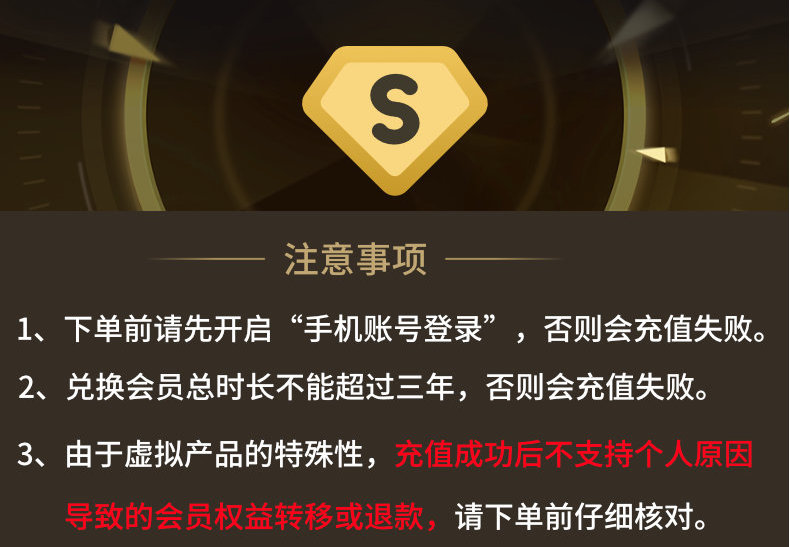 S
注意事项
1、下单前请先开启“手机账号登录”，否则会充值失败。
2、兑换会员总时长不能超过三年，否则会充值失败。
3、由于虚拟产品的特殊性，充值成功后不支持个人原因
导致的会员权益转移或退款，请下单前仔细核对。